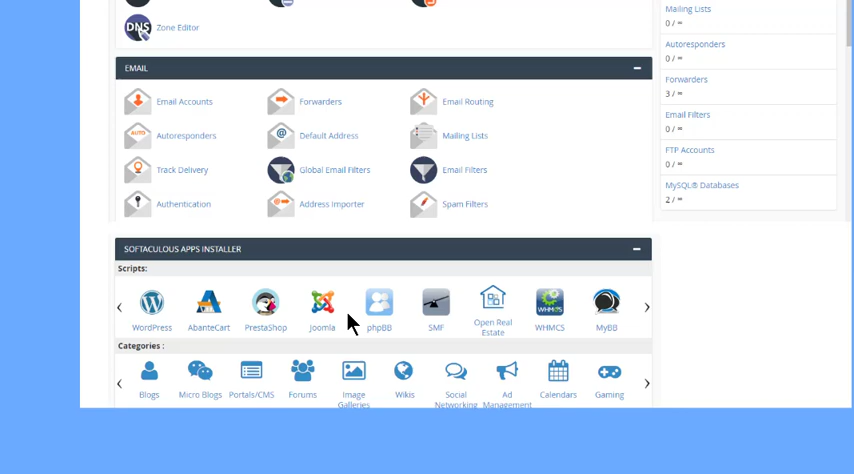 Mailing Lists
0 / ∞
DNS
Zone Editor
Autoresponders
0 / ∞
EMAIL
Forwarders
3 / ∞
Email Accounts
Forwarders
Email Routing
Email Filters
0 / ∞
AUTO
Autoresponders
Default Address
Mailing Lists
FTP Accounts
0 / ∞
Track Delivery
Global Email Filters
Email Filters
MySQL® Databases
2 / ∞
Authentication
Address Importer
Spam Filters
SOFTACULOUS APPS INSTALLER
Scripts:
WHMCS
WordPress
AbanteCart
PrestaShop
Joomla
phpBB
SMF
Open Real
Estate
WHMCS
MyBB
Categories :
Blogs
Micro Blogs
Portals/CMS
Forums
Image
Galleries
Wikis
Social
Networking
Ad
Management
Calendars
Gaming